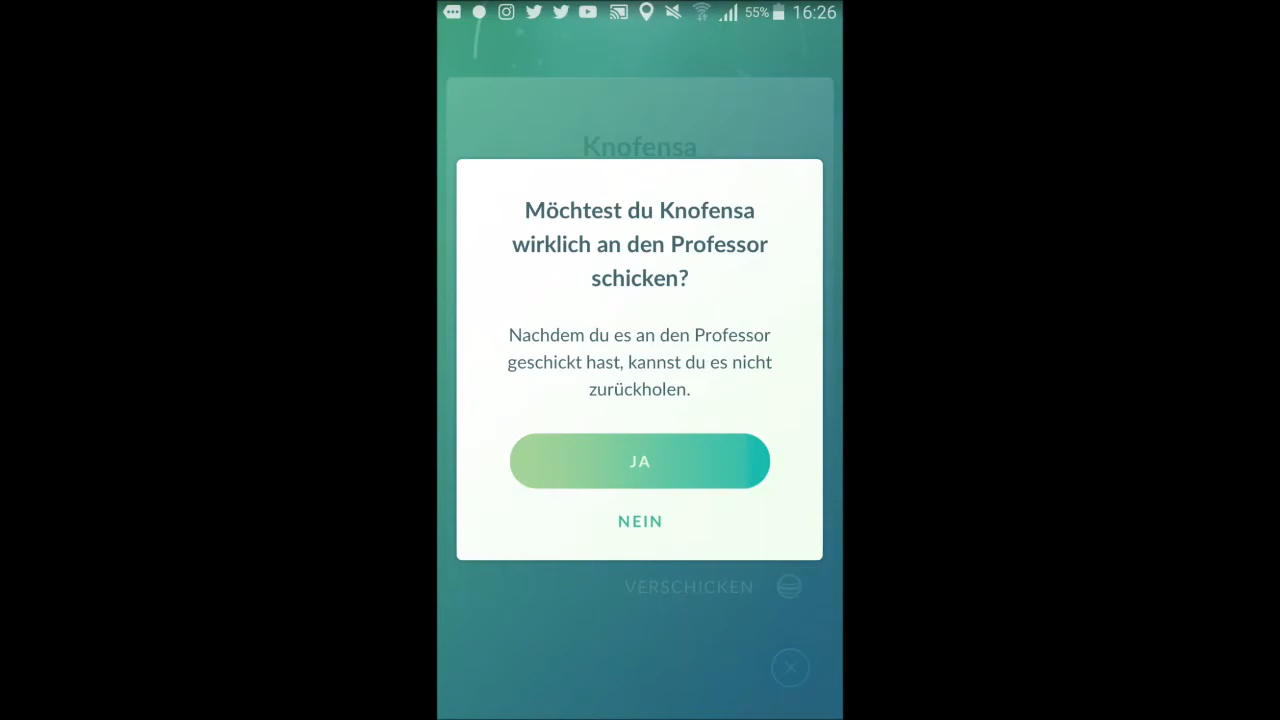 55% 16:26
Knofensa
Möchtest du Knofensa
wirklich an den Professor
schicken?
Nachdem du es an den Professor
geschickt hast, kannst du es nicht
zurückholen.
JA
NEIN
VERSCHICKEN